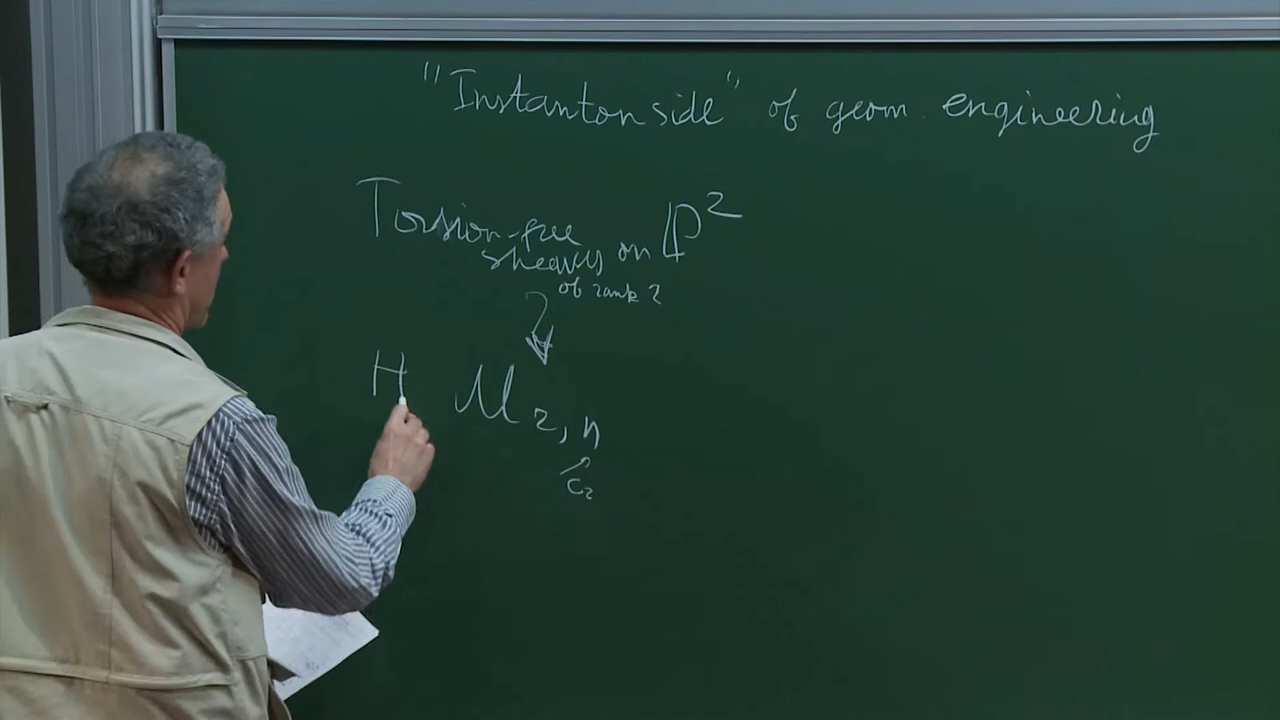 "Instanton side" of geom. engineering
Torsion-free
sheaves on ℙ²
of rank 2
H M₂,ₙ
c₂